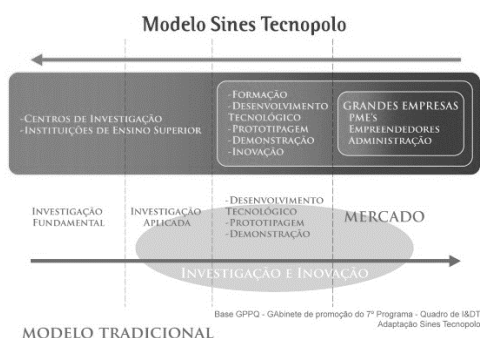 Modelo Sines Tecnopolo
-Centros de Investigação
-Instituições de Ensino Superior
-Formação
-Desenvolvimento
Tecnológico
-Prototipagem
-Demonstração
-Inovação
Grandes Empresas
PME's
Empreendedores
Administração
Investigação
Fundamental
Investigação
Aplicada
-Desenvolvimento
Tecnológico
-Prototipagem
-Demonstração
Mercado
Investigação e Inovação
Base GPPQ - GAbinete de promoção do 7º Programa - Quadro de I&DT
Adaptação Sines Tecnopolo
Modelo Tradicional